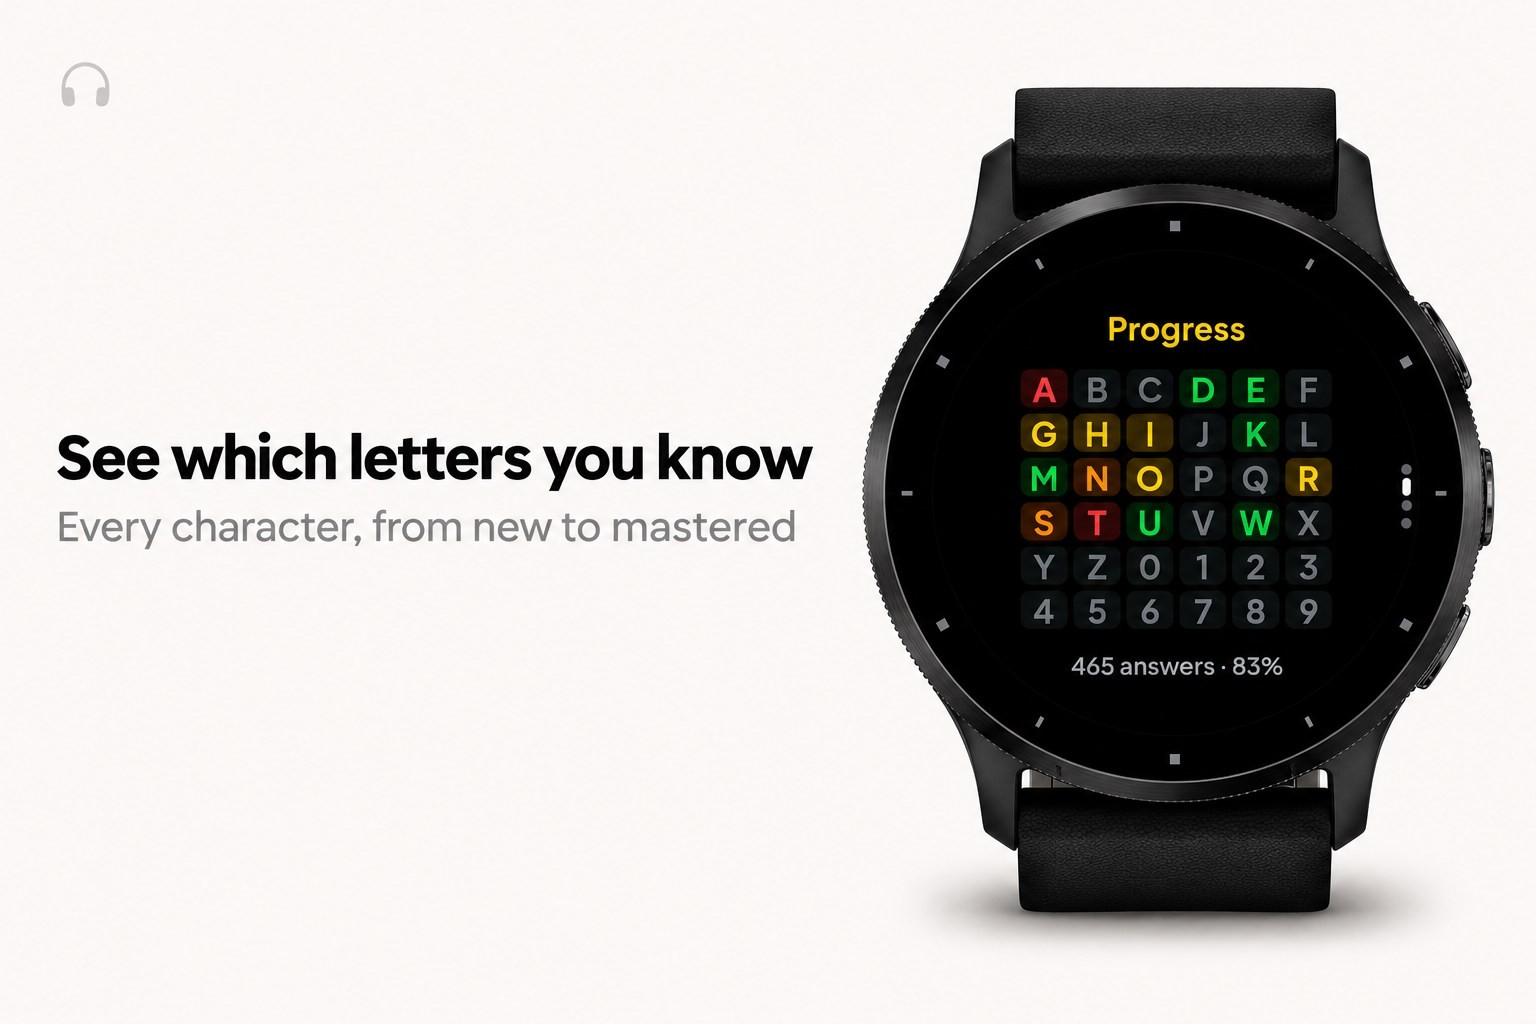 See which letters you know
Every character, from new to mastered
Progress
A B C D E F
G H I J K L
M N O P Q R
S T U V W X
Y Z 0 1 2 3
4 5 6 7 8 9
465 answers · 83%